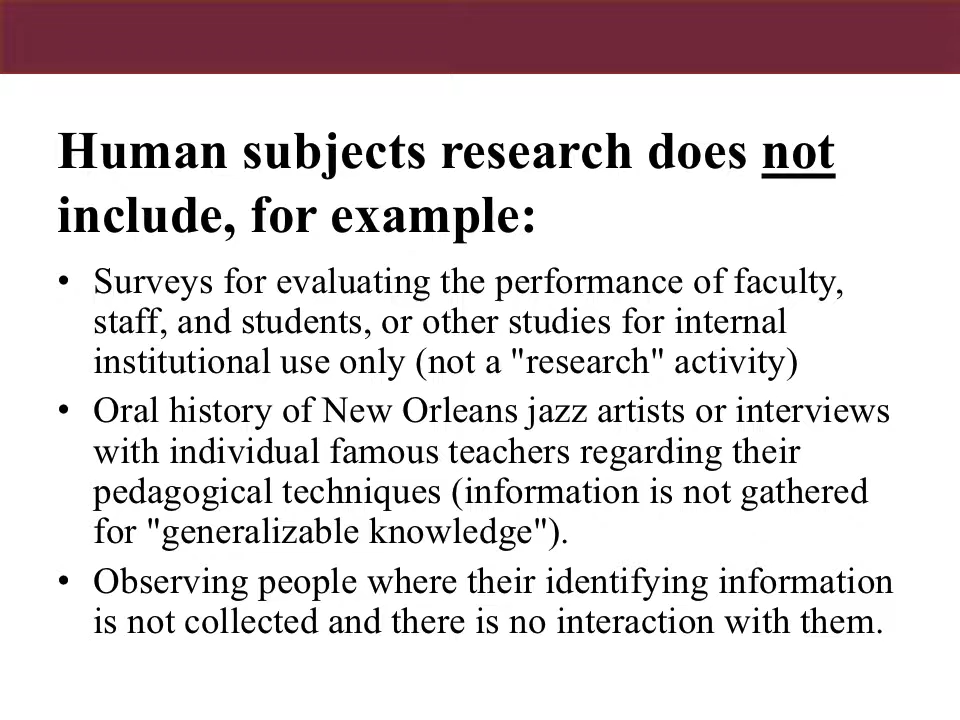 Human subjects research does not
include, for example:
• Surveys for evaluating the performance of faculty,
staff, and students, or other studies for internal
institutional use only (not a "research" activity)
• Oral history of New Orleans jazz artists or interviews
with individual famous teachers regarding their
pedagogical techniques (information is not gathered
for "generalizable knowledge").
• Observing people where their identifying information
is not collected and there is no interaction with them.